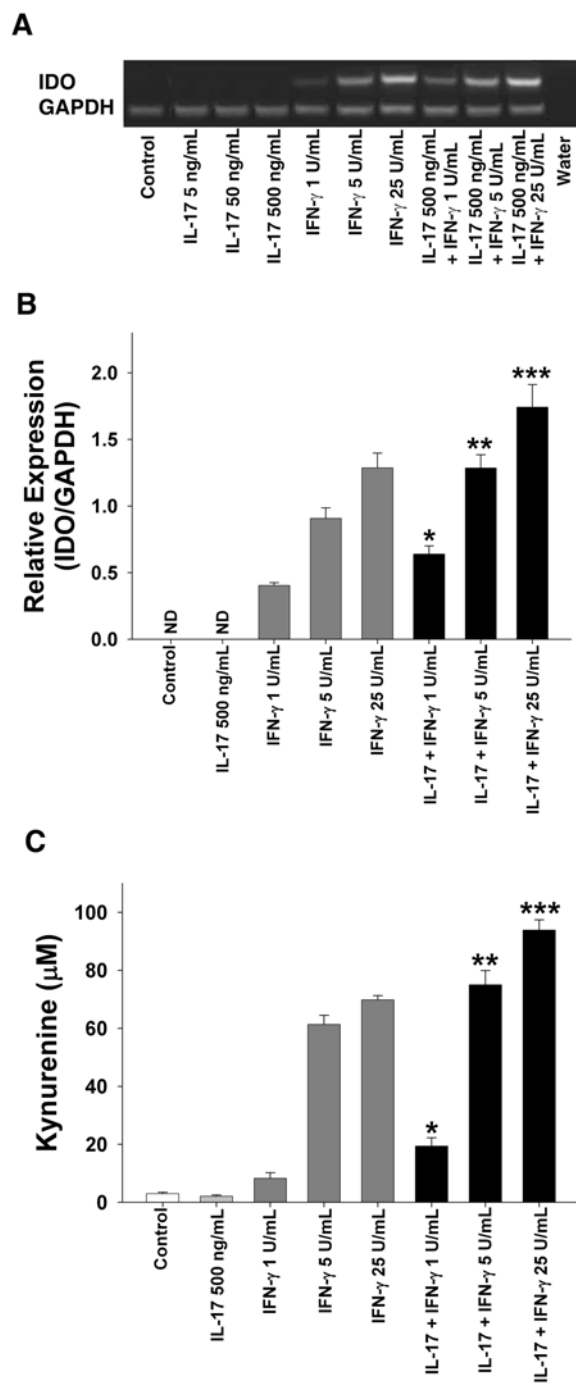 A
IDO
GAPDH
Control
IL-17 5 ng/mL
IL-17 50 ng/mL
IL-17 500 ng/mL
IFN-γ 1 U/mL
IFN-γ 5 U/mL
IFN-γ 25 U/mL
IL-17 500 ng/mL
+ IFN-γ 1 U/mL
IL-17 500 ng/mL
+ IFN-γ 5 U/mL
IL-17 500 ng/mL
+ IFN-γ 25 U/mL
Water
B
Relative Expression
(IDO/GAPDH)
2.0
1.5
1.0
0.5
0.0
ND
ND
*
**
***
Control
IL-17 500 ng/mL
IFN-γ 1 U/mL
IFN-γ 5 U/mL
IFN-γ 25 U/mL
IL-17 + IFN-γ 1 U/mL
IL-17 + IFN-γ 5 U/mL
IL-17 + IFN-γ 25 U/mL
C
Kynurenine (μM)
100
80
60
40
20
0
*
**
***
Control
IL-17 500 ng/mL
IFN-γ 1 U/mL
IFN-γ 5 U/mL
IFN-γ 25 U/mL
IL-17 + IFN-γ 1 U/mL
IL-17 + IFN-γ 5 U/mL
IL-17 + IFN-γ 25 U/mL